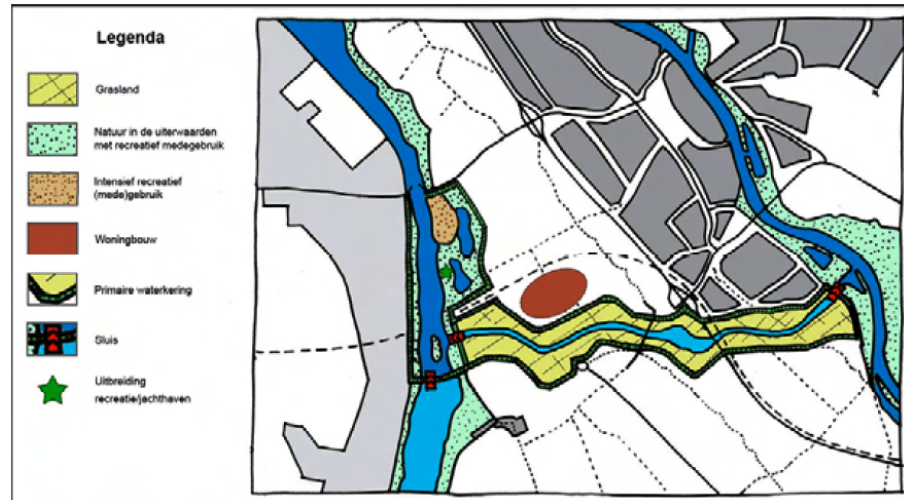 Legenda
Grasland
Natuur in de uiterwaarden
met recreatief medegebruik
Intensief recreatief
(mede)gebruik
Woningbouw
Primaire waterkering
Sluis
Uitbreiding
recreatie/jachthaven